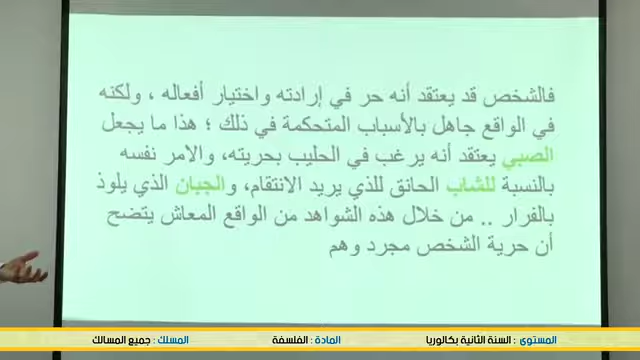 فالشخص قد يعتقد أنه حر في إرادته واختيار أفعاله ، ولكنه
في الواقع جاهل بالأسباب المتحكمة في ذلك ؛ هذا ما يجعل
الصبي يعتقد أنه يرغب في الحليب بحريته، والامر نفسه
بالنسبة للشاب الحانق للذي يريد الانتقام، والجبان الذي يلوذ
بالفرار .. من خلال هذه الشواهد من الواقع المعاش يتضح
أن حرية الشخص مجرد وهم
المستوى : السنة الثانية بكالوريا المادة : الفلسفة المسلك : جميع المسالك